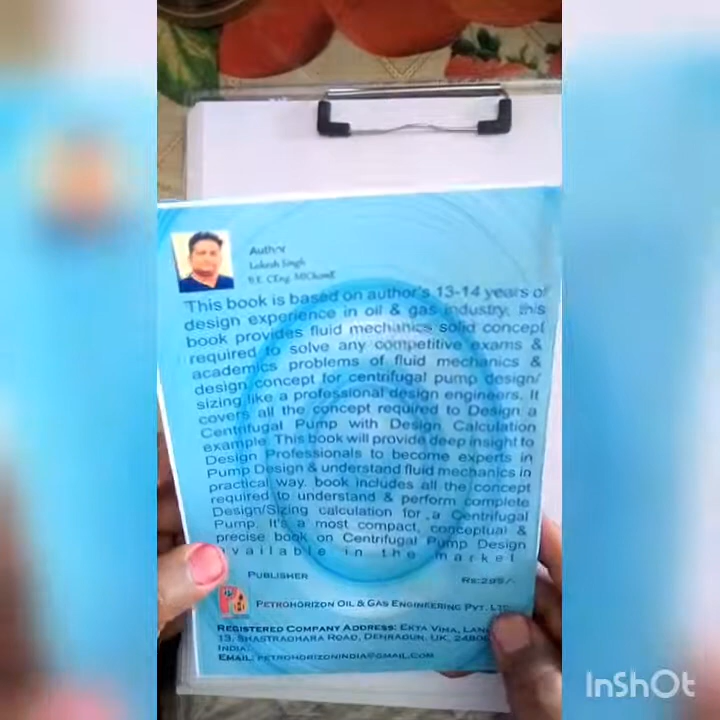 Author
Lokesh Singh
B.E. CEng. MIChemE
This book is based on author's 13-14 years of
design experience in oil & gas industry, this
book provides fluid mechanics solid concept
required to solve any competitive exams &
academics problems of fluid mechanics &
design concept for centrifugal pump design/
sizing like a professional design engineers. It
covers all the concept required to Design a
Centrifugal Pump with Design Calculation
example. This book will provide deep insight to
Design Professionals to become experts in
Pump Design & understand fluid mechanics in
practical way. book includes all the concept
required to understand & perform complete
Design/Sizing calculation for a Centrifugal
Pump. It's a most compact, conceptual &
precise book on Centrifugal Pump Design
available in the market.
PUBLISHER
Rs:295/-
PETROHORIZON OIL & GAS ENGINEERING PVT. LTD
REGISTERED COMPANY ADDRESS: EKTA VIHA, LAN
13, SHASTRADHARA ROAD, DEHRADUN, UK, 2480
INDIA.
EMAIL: PETROHORIZONINDIA@GMAIL.COM
InShOt